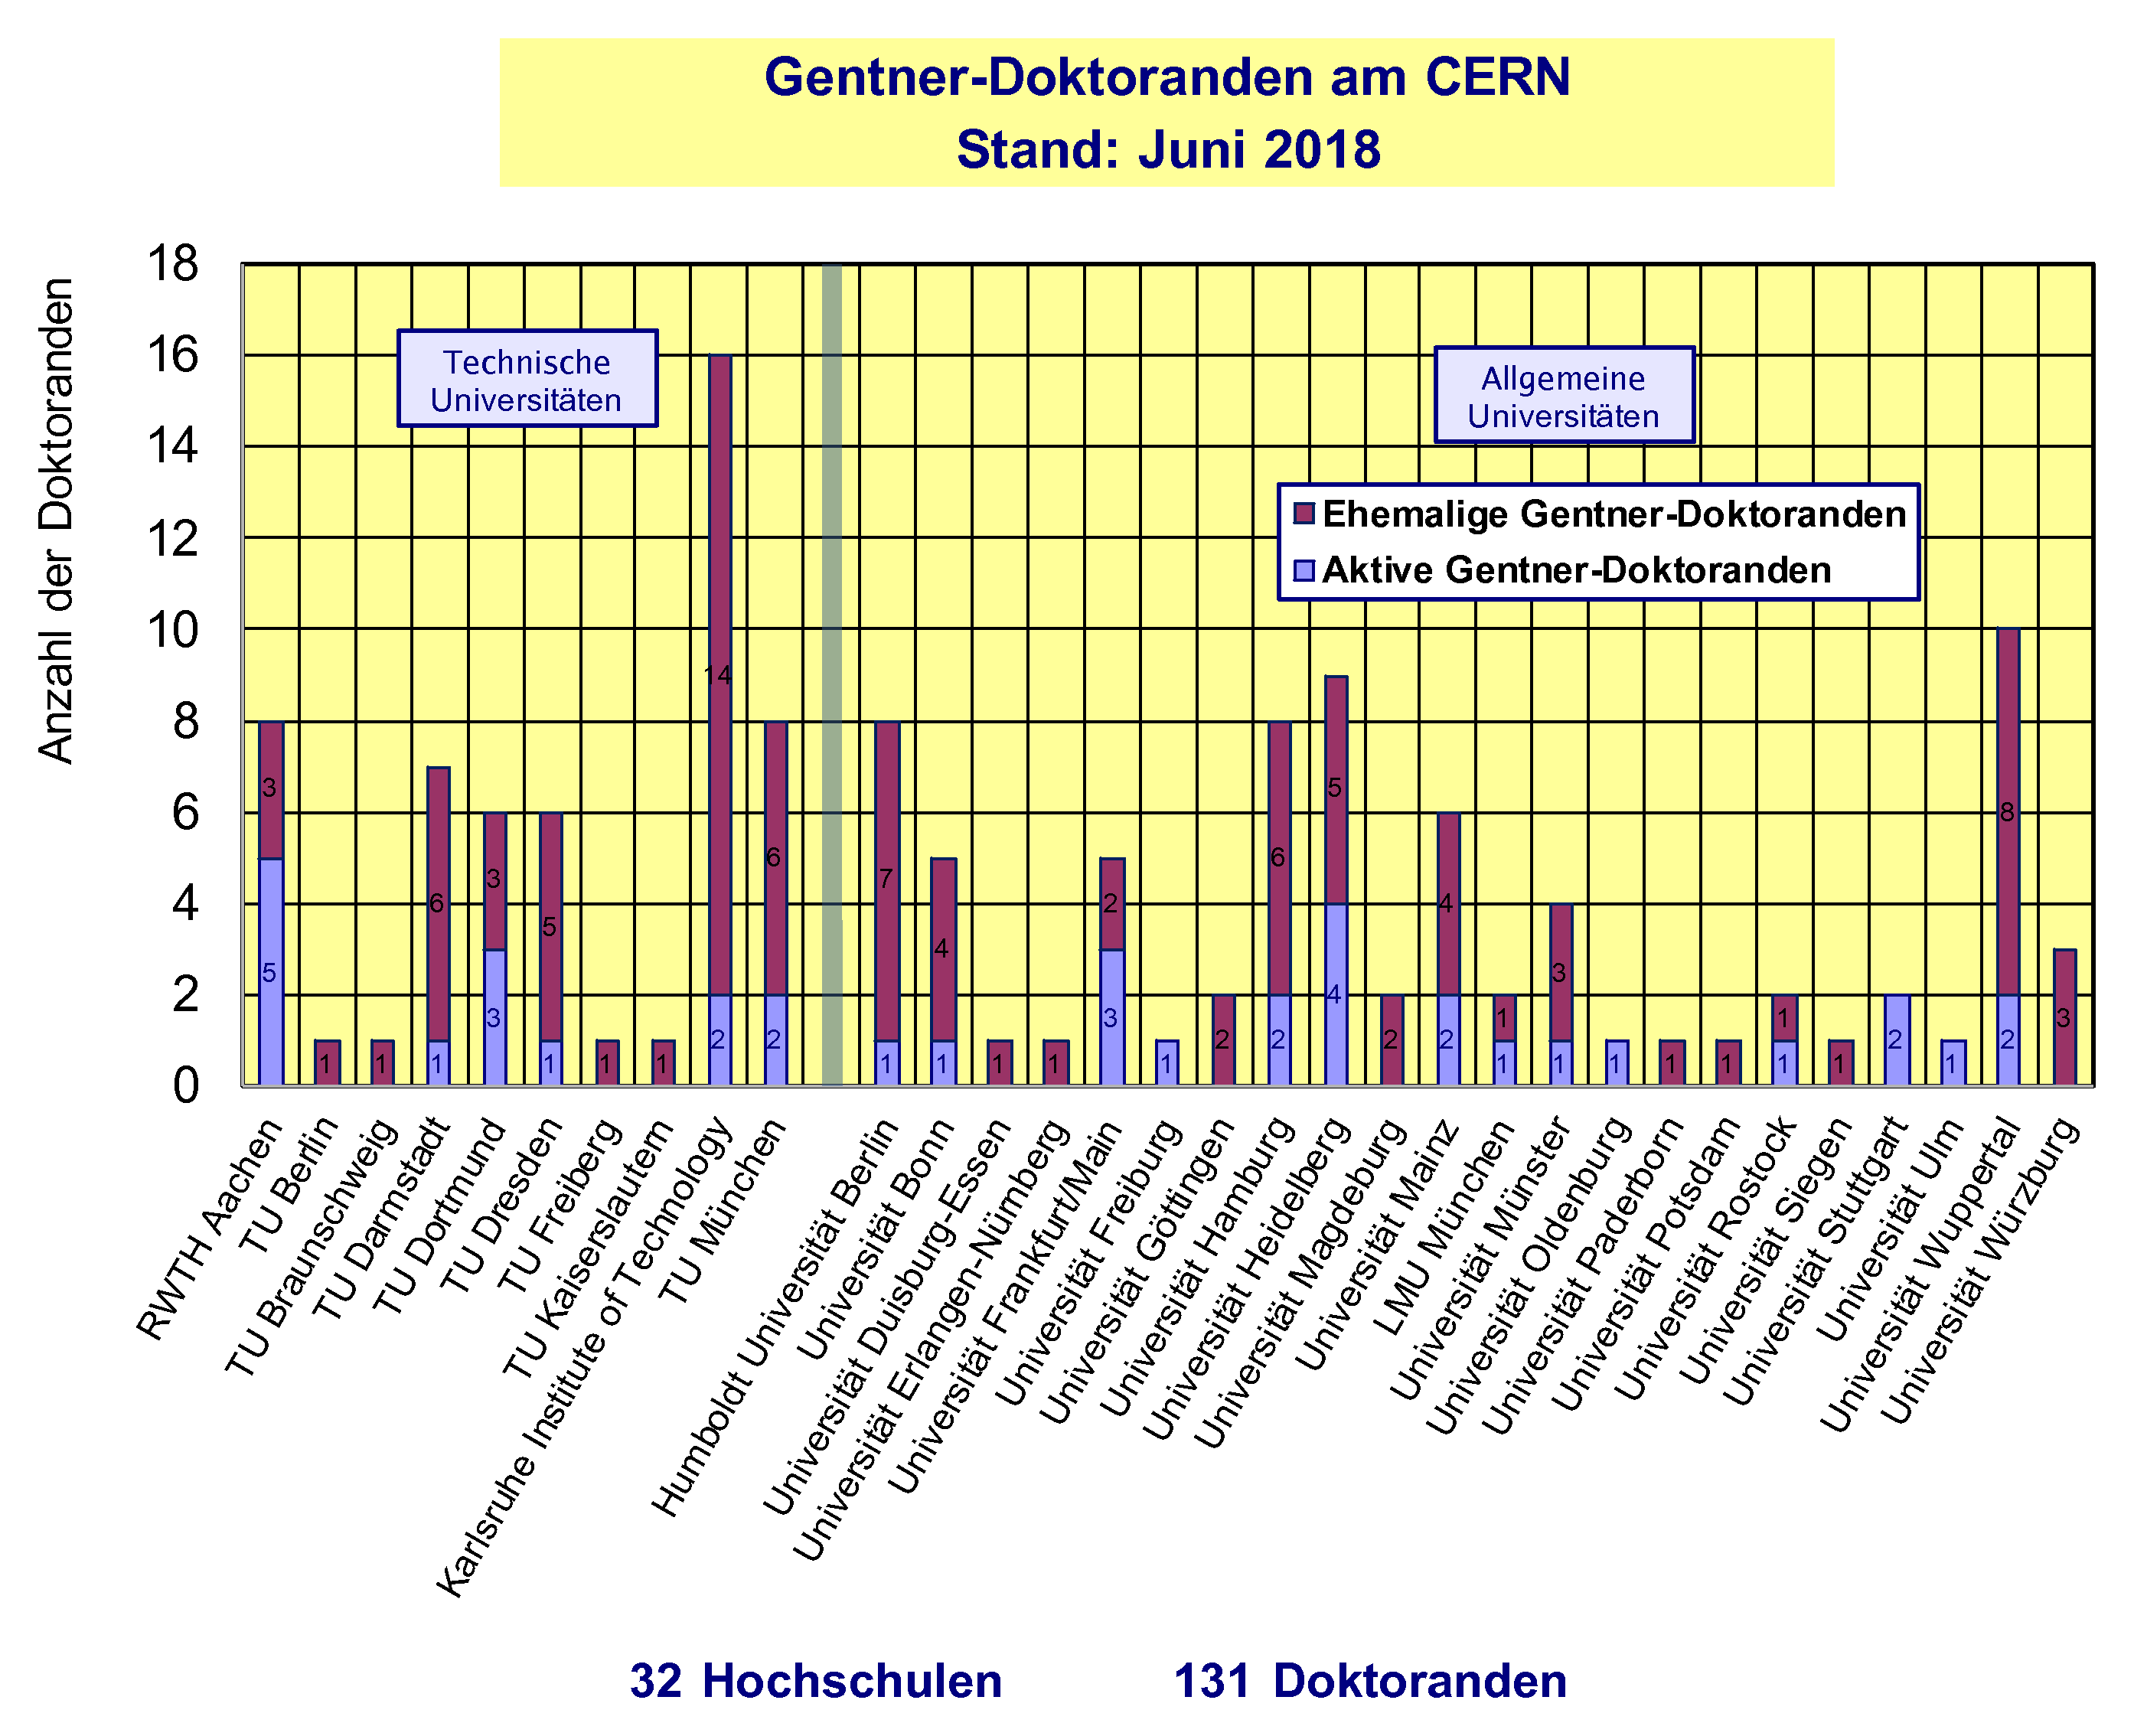 Gentner-Doktoranden am CERN
Stand: Juni 2018
Anzahl der Doktoranden
18
16
14
12
10
8
6
4
2
0
Technische
Universitäten
Allgemeine
Universitäten
Ehemalige Gentner-Doktoranden
Aktive Gentner-Doktoranden
3
5
1
1
6
1
3
3
5
1
1
1
14
2
6
2
7
1
4
1
1
1
2
3
1
2
6
2
5
4
2
4
2
1
1
3
1
1
1
1
1
1
1
2
1
8
2
3
RWTH Aachen
TU Berlin
TU Braunschweig
TU Darmstadt
TU Dortmund
TU Dresden
TU Freiberg
TU Kaiserslautern
Karlsruhe Institute of Technology
TU München
Humboldt Universität Berlin
Universität Bonn
Universität Duisburg-Essen
Universität Erlangen-Nürnberg
Universität Frankfurt/Main
Universität Freiburg
Universität Göttingen
Universität Hamburg
Universität Heidelberg
Universität Magdeburg
Universität Mainz
LMU München
Universität Münster
Universität Oldenburg
Universität Paderborn
Universität Potsdam
Universität Rostock
Universität Siegen
Universität Stuttgart
Universität Ulm
Universität Wuppertal
Universität Würzburg
32 Hochschulen 131 Doktoranden